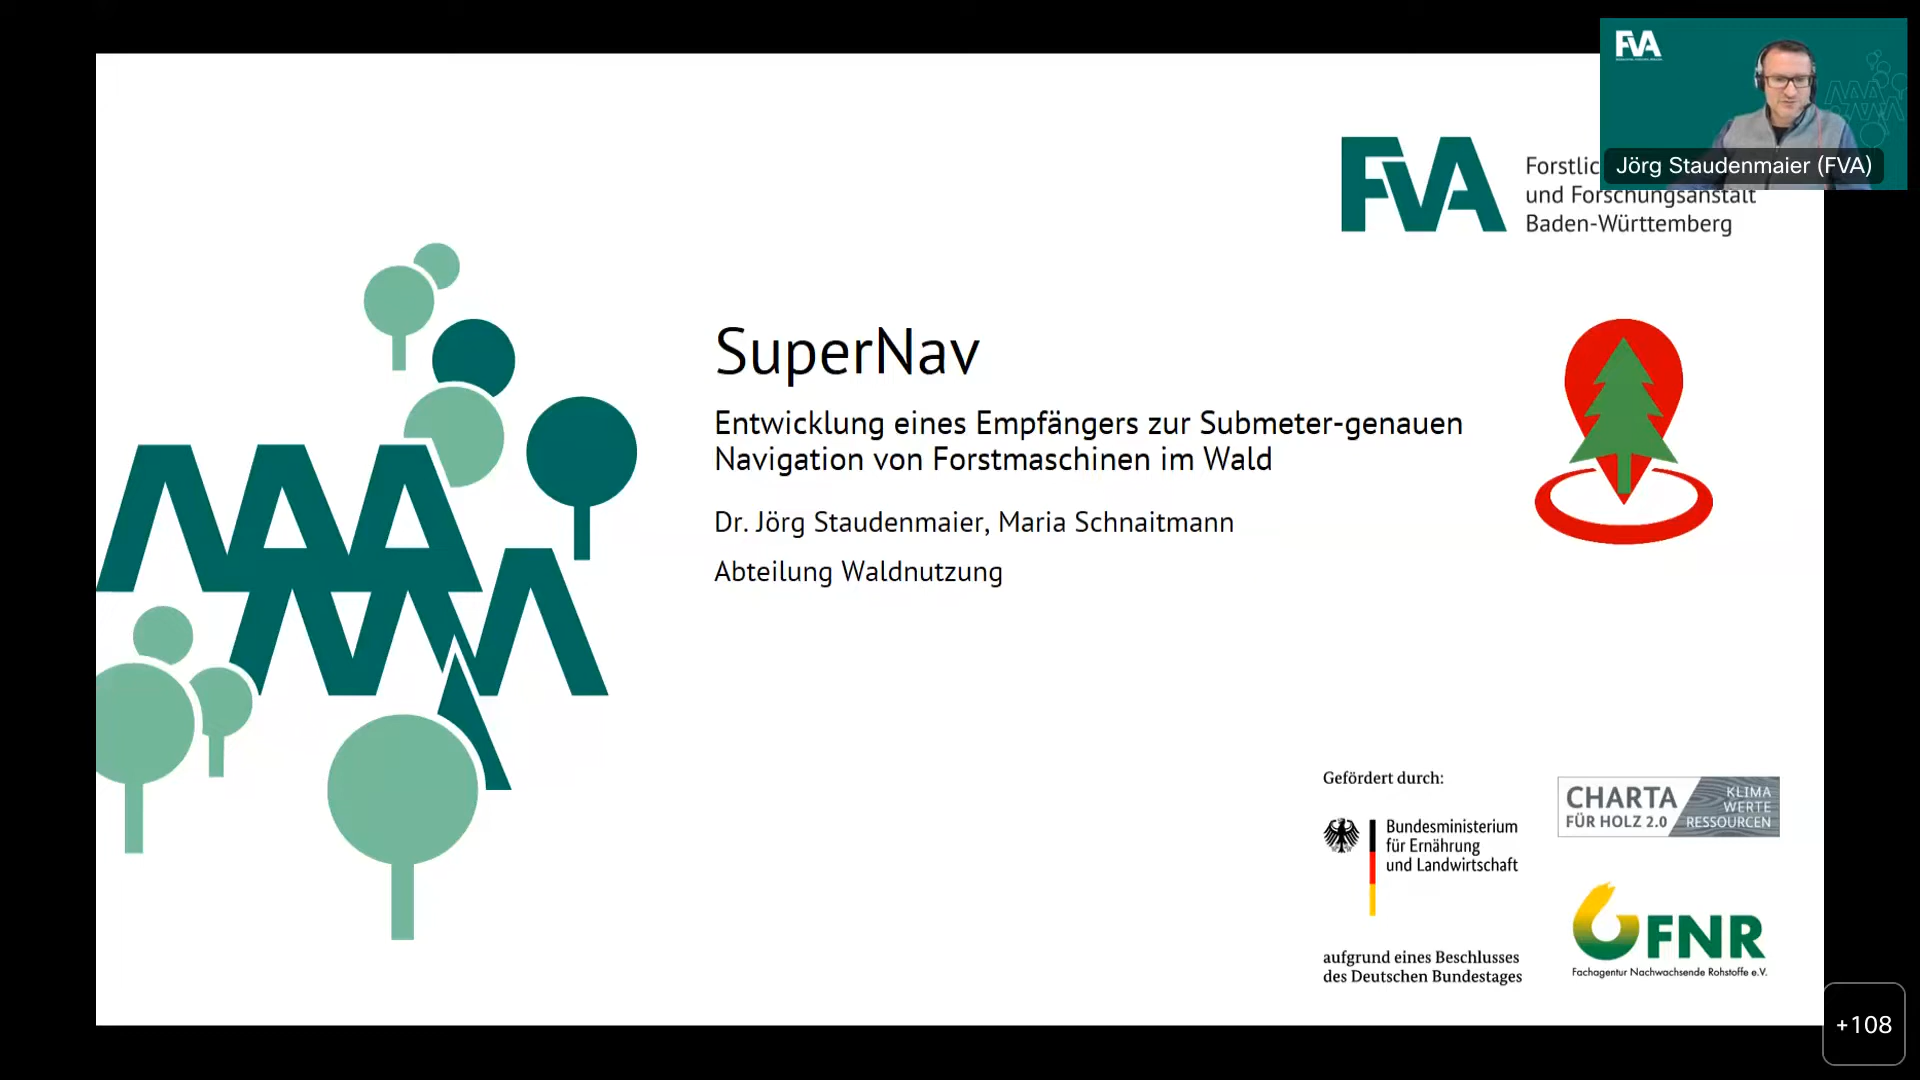 FVA
Jörg Staudenmaier (FVA)
FVA
Forstlic
und Forschungsanstalt
Baden-Württemberg
SuperNav
Entwicklung eines Empfängers zur Submeter-genauen
Navigation von Forstmaschinen im Wald
Dr. Jörg Staudenmaier, Maria Schnaitmann
Abteilung Waldnutzung
Gefördert durch:
Bundesministerium
für Ernährung
und Landwirtschaft
aufgrund eines Beschlusses
des Deutschen Bundestages
CHARTA
FÜR HOLZ 2.0
KLIMA
WERTE
RESSOURCEN
FNR
Fachagentur Nachwachsende Rohstoffe e.V.
+108